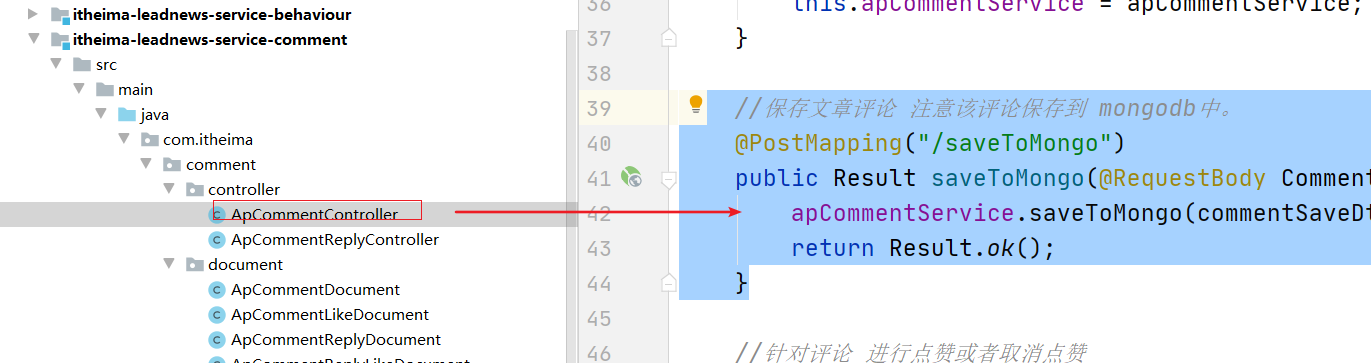 itheima-leadnews-service-behaviour
itheima-leadnews-service-comment
src
main
java
com.itheima
comment
controller
ApCommentController
ApCommentReplyController
document
ApCommentDocument
ApCommentLikeDocument
ApCommentReplyDocument
ApCommentReplyLikeDocument
36 this.apCommentService = apCommentService;
37 }
38
39 //保存文章评论 注意该评论保存到 mongodb中。
40 @PostMapping("/saveToMongo")
41 public Result saveToMongo(@RequestBody Comment
42 apCommentService.saveToMongo(commentSaveDt
43 return Result.ok();
44 }
45
46 //针对评论 进行点赞或者取消点赞